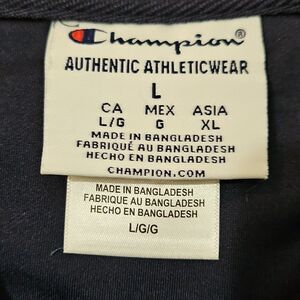 Champion®
AUTHENTIC ATHLETICWEAR
L
CA MEX ASIA
L/G G XL
MADE IN BANGLADESH
FABRIQUÉ AU BANGLADESH
HECHO EN BANGLADESH
CHAMPION.COM
MADE IN BANGLADESH
FABRIQUE AU BANGLADESH
HECHO EN BANGLADESH
L/G/G